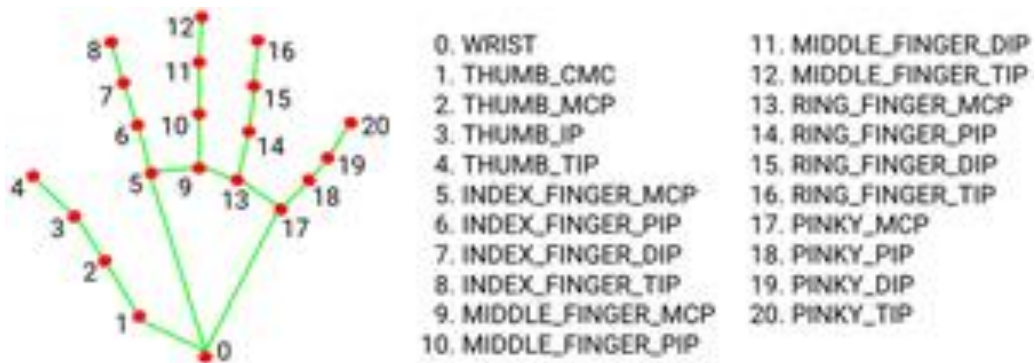 12
8
16
11
7
15
20
6
10
14
19
4
5
9
13
18
3
17
2
1
0
0. WRIST
1. THUMB_CMC
2. THUMB_MCP
3. THUMB_IP
4. THUMB_TIP
5. INDEX_FINGER_MCP
6. INDEX_FINGER_PIP
7. INDEX_FINGER_DIP
8. INDEX_FINGER_TIP
9. MIDDLE_FINGER_MCP
10. MIDDLE_FINGER_PIP
11. MIDDLE_FINGER_DIP
12. MIDDLE_FINGER_TIP
13. RING_FINGER_MCP
14. RING_FINGER_PIP
15. RING_FINGER_DIP
16. RING_FINGER_TIP
17. PINKY_MCP
18. PINKY_PIP
19. PINKY_DIP
20. PINKY_TIP